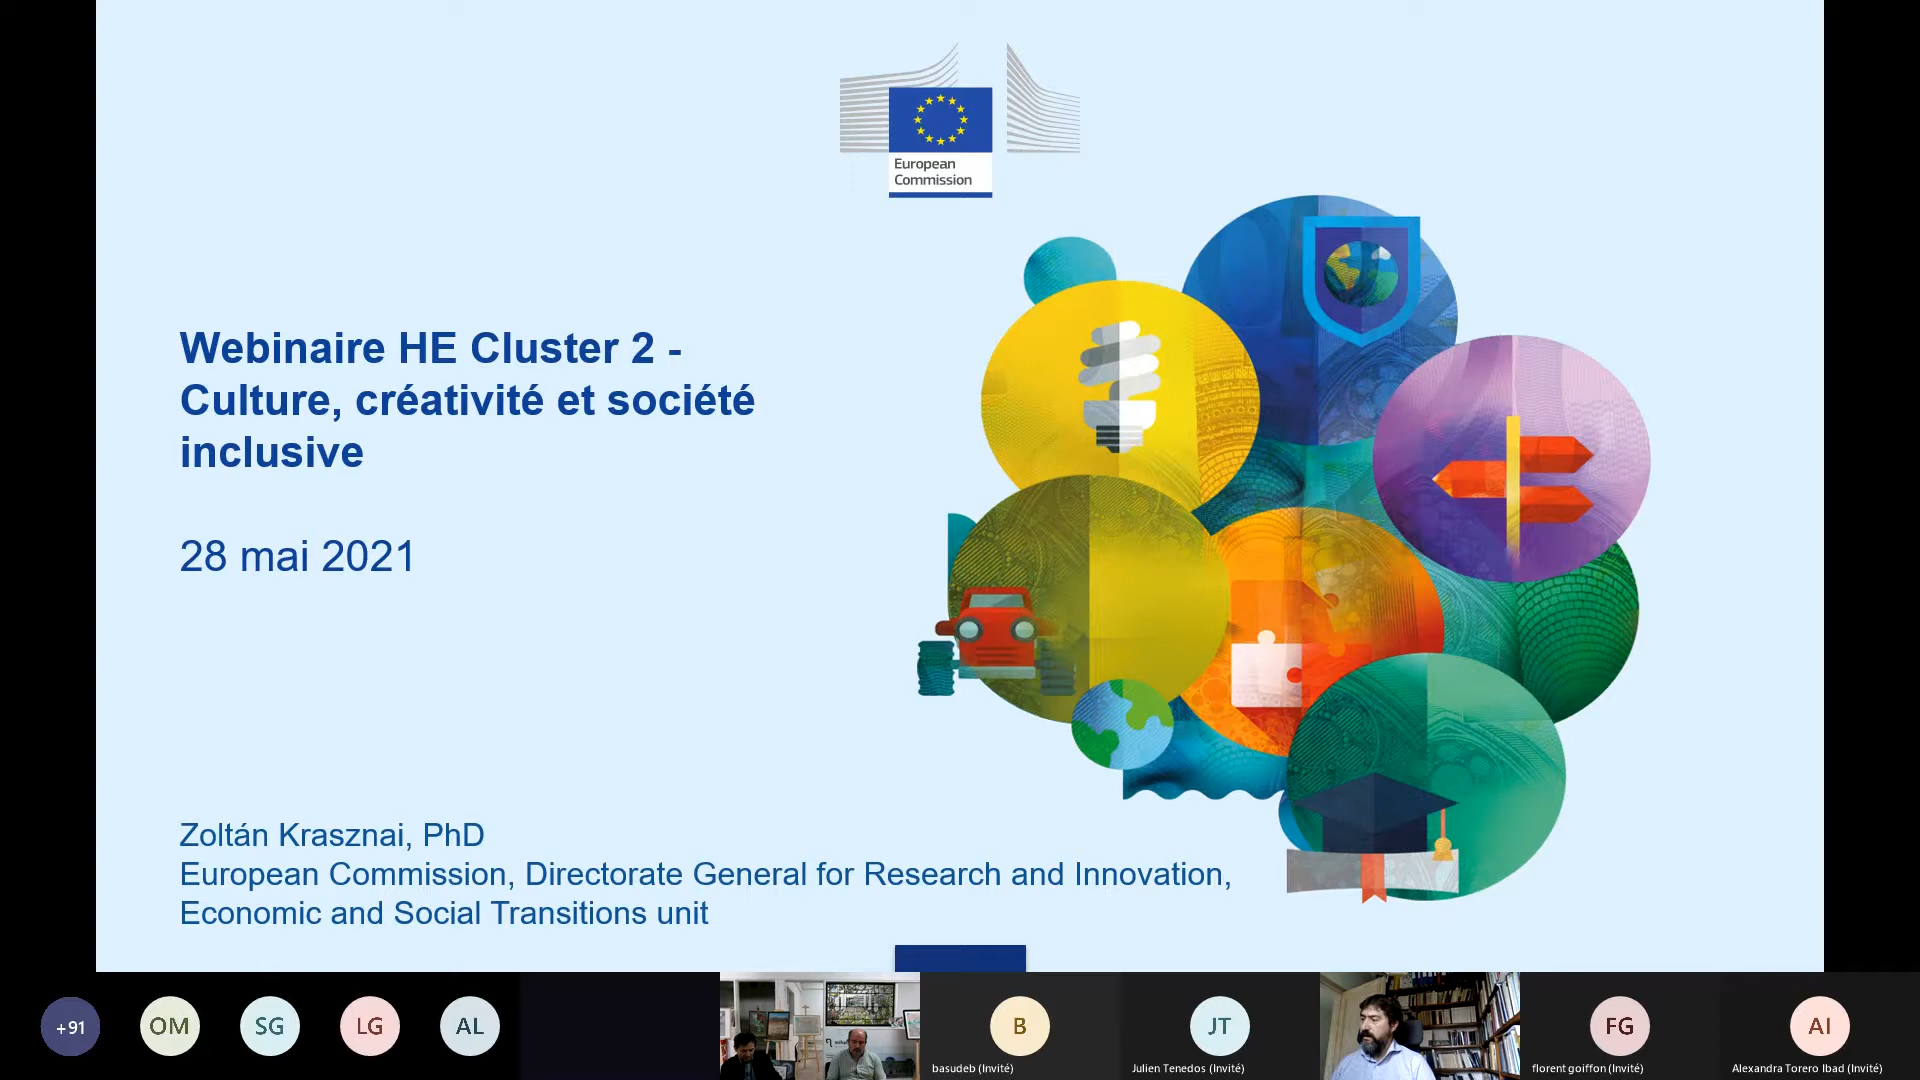 European
Commission
Webinaire HE Cluster 2 -
Culture, créativité et société
inclusive
28 mai 2021
Zoltán Krasznai, PhD
European Commission, Directorate General for Research and Innovation,
Economic and Social Transitions unit
+91
OM
SG
LG
AL
B
basudeb (Invité)
JT
Julien Tenedos (Invité)
FG
florent goiffon (Invité)
AI
Alexandra Torero Ibad (Invité)